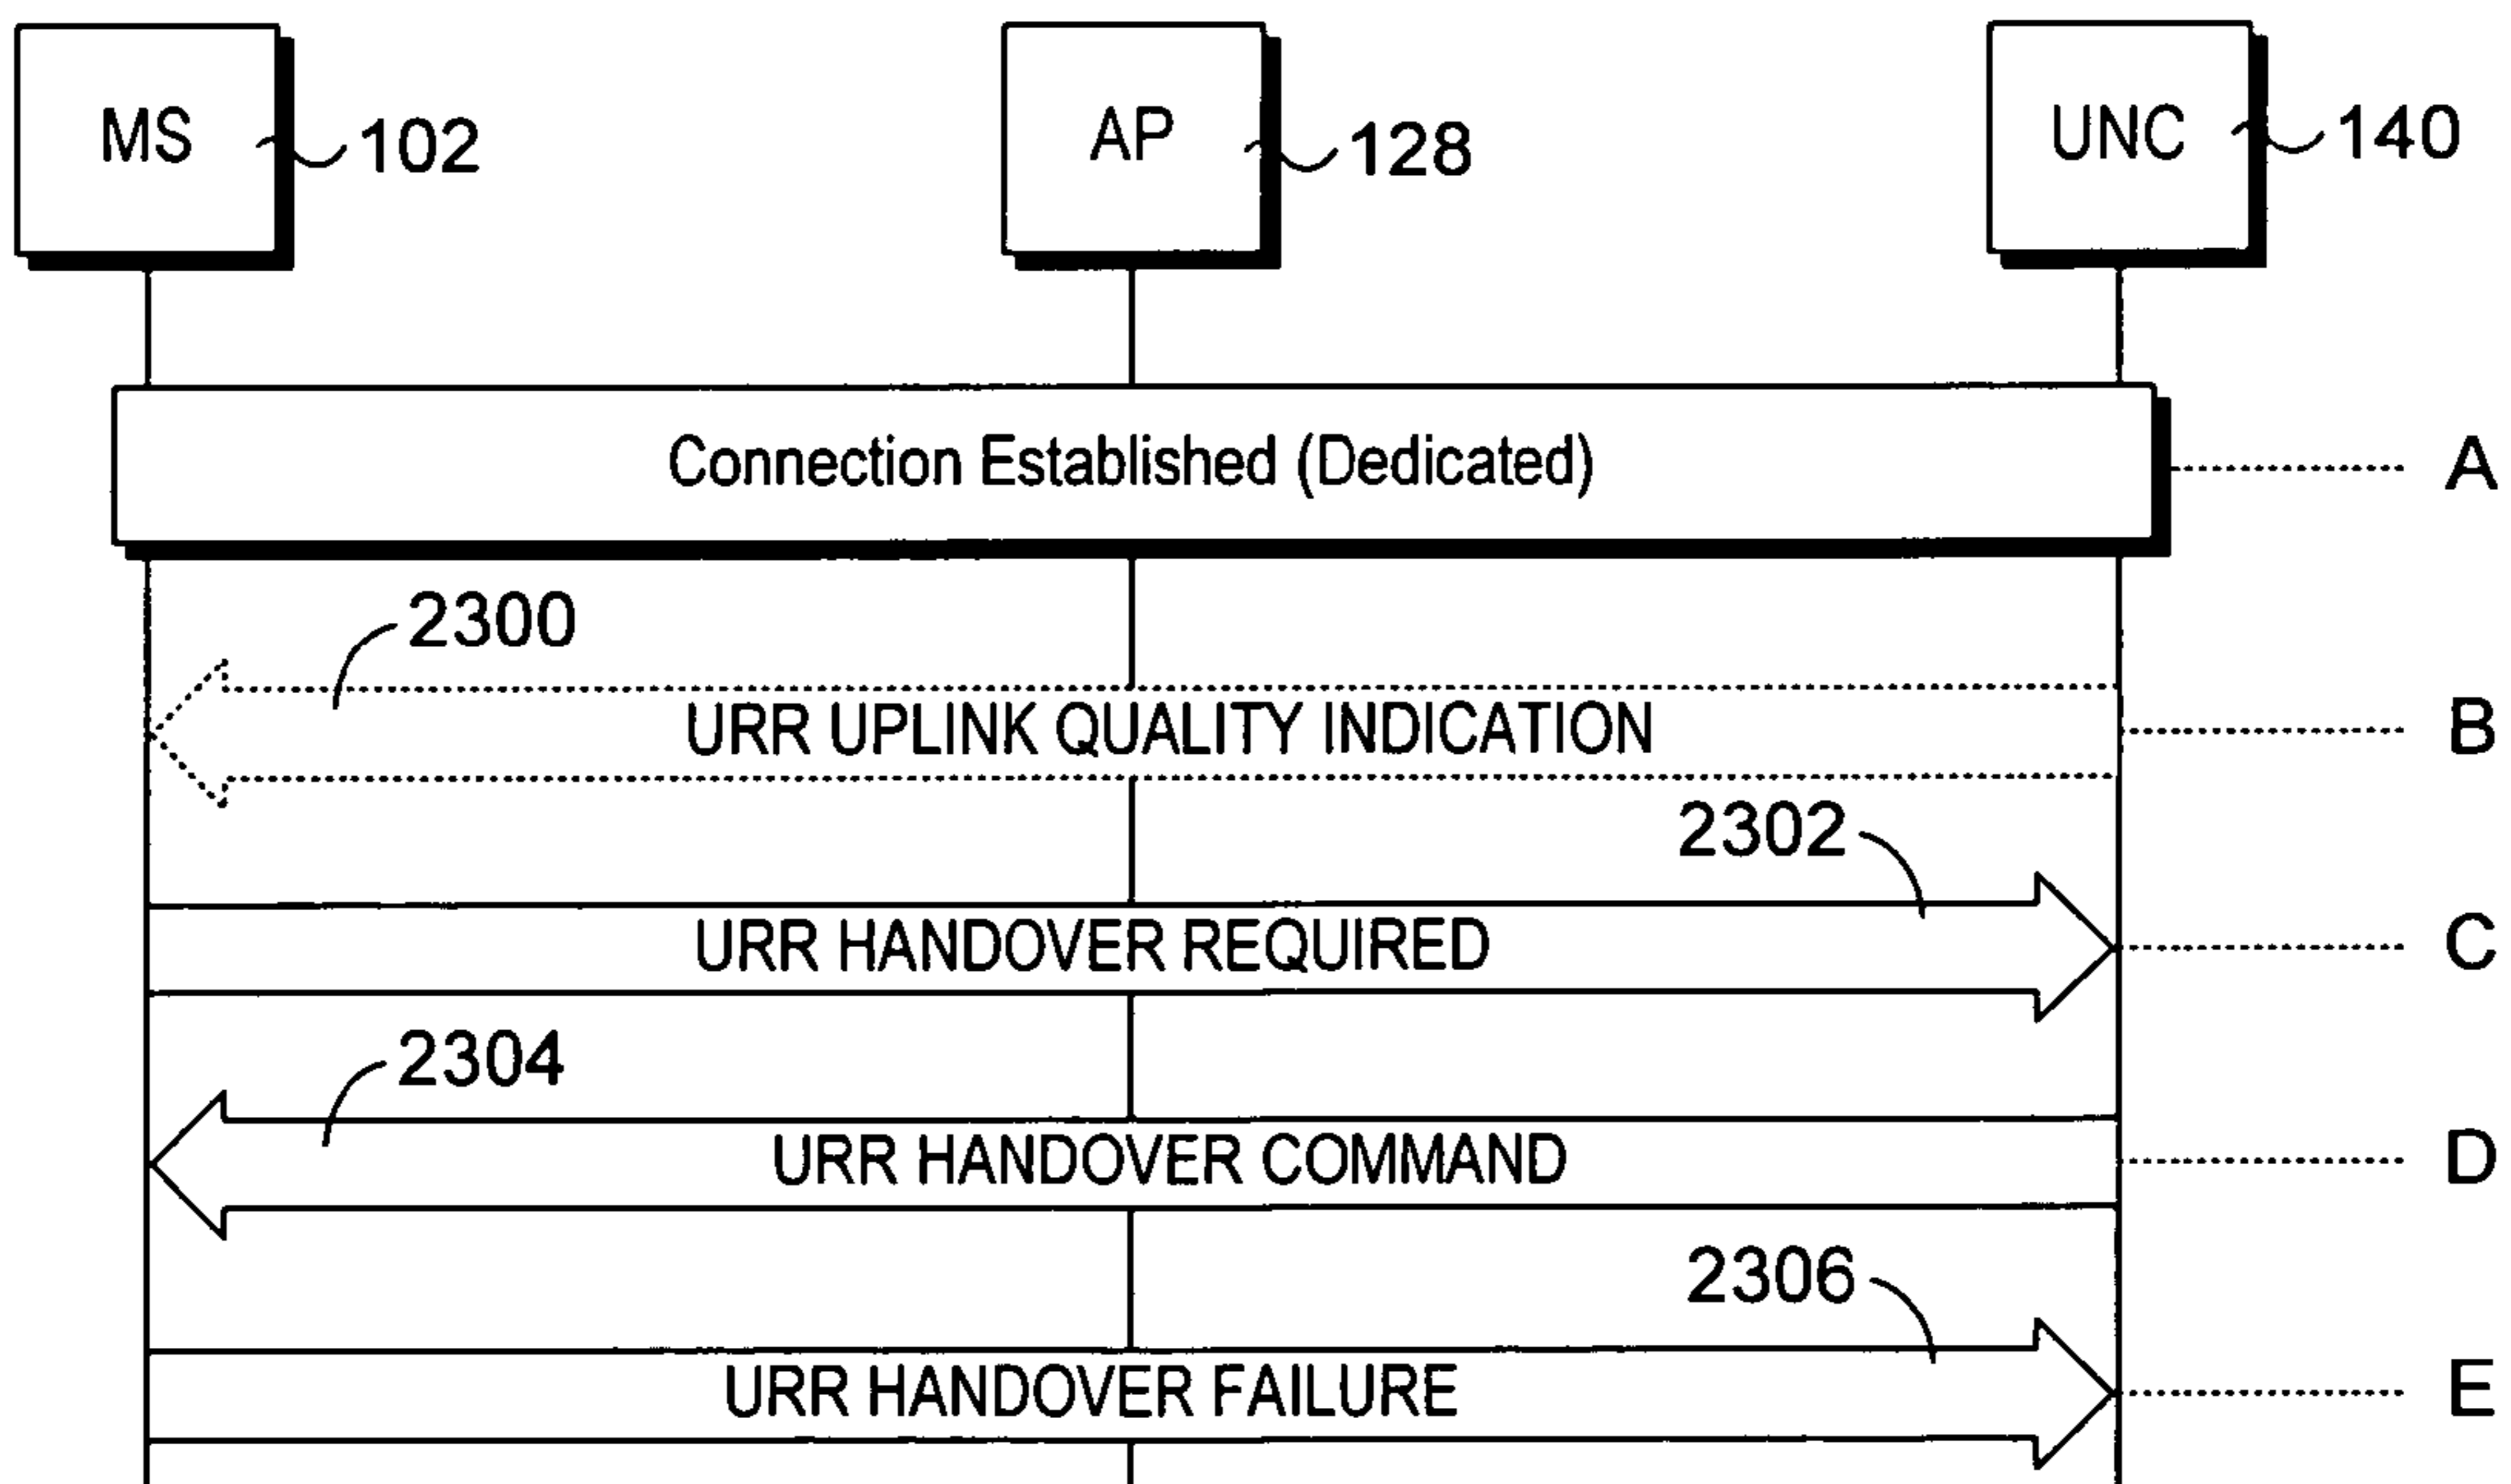 MS
102
AP
128
UNC
140
Connection Established (Dedicated)
A
2300
URR UPLINK QUALITY INDICATION
B
2302
URR HANDOVER REQUIRED
C
2304
URR HANDOVER COMMAND
D
2306
URR HANDOVER FAILURE
E